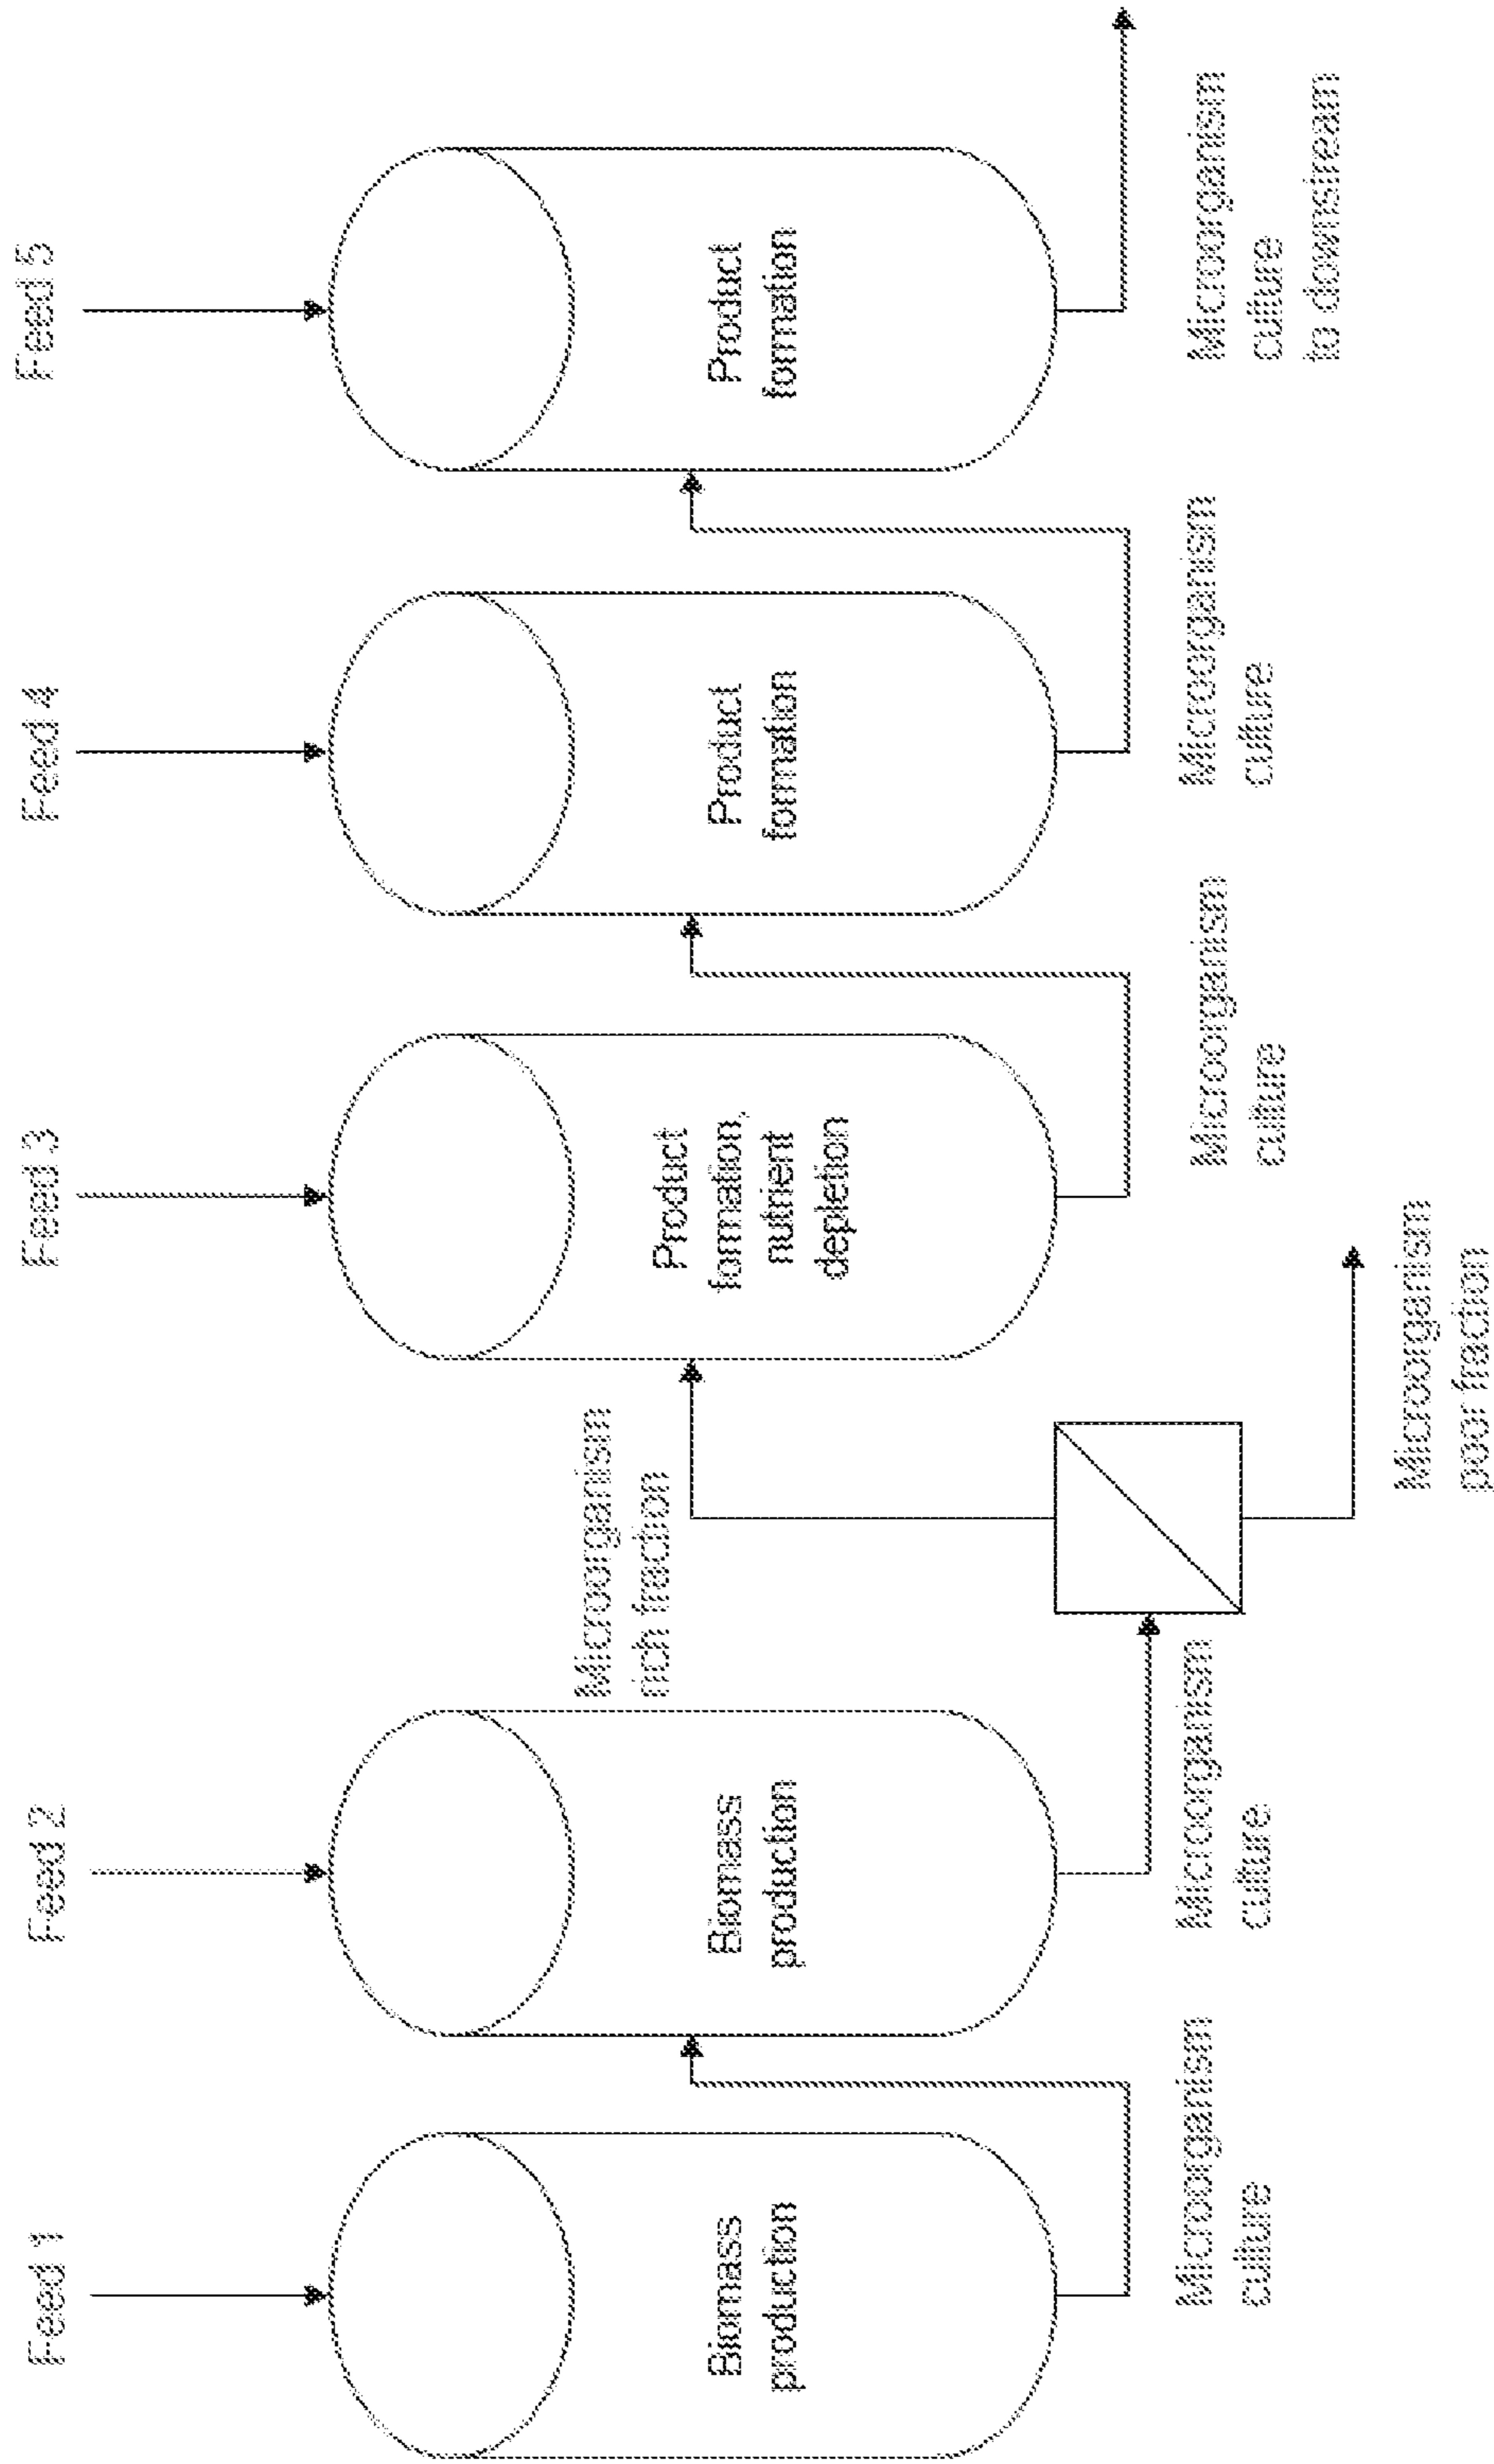 Feed 1
Feed 2
Feed 3
Feed 4
Feed 5
Biomass
production
Biomass
production
Microorganism
rich fraction
Product
formation,
nutrient
depletion
Product
formation
Product
formation
Microorganism
culture
Microorganism
culture
Microorganism
poor fraction
Microorganism
culture
Microorganism
culture
Microorganism
culture
to downstream